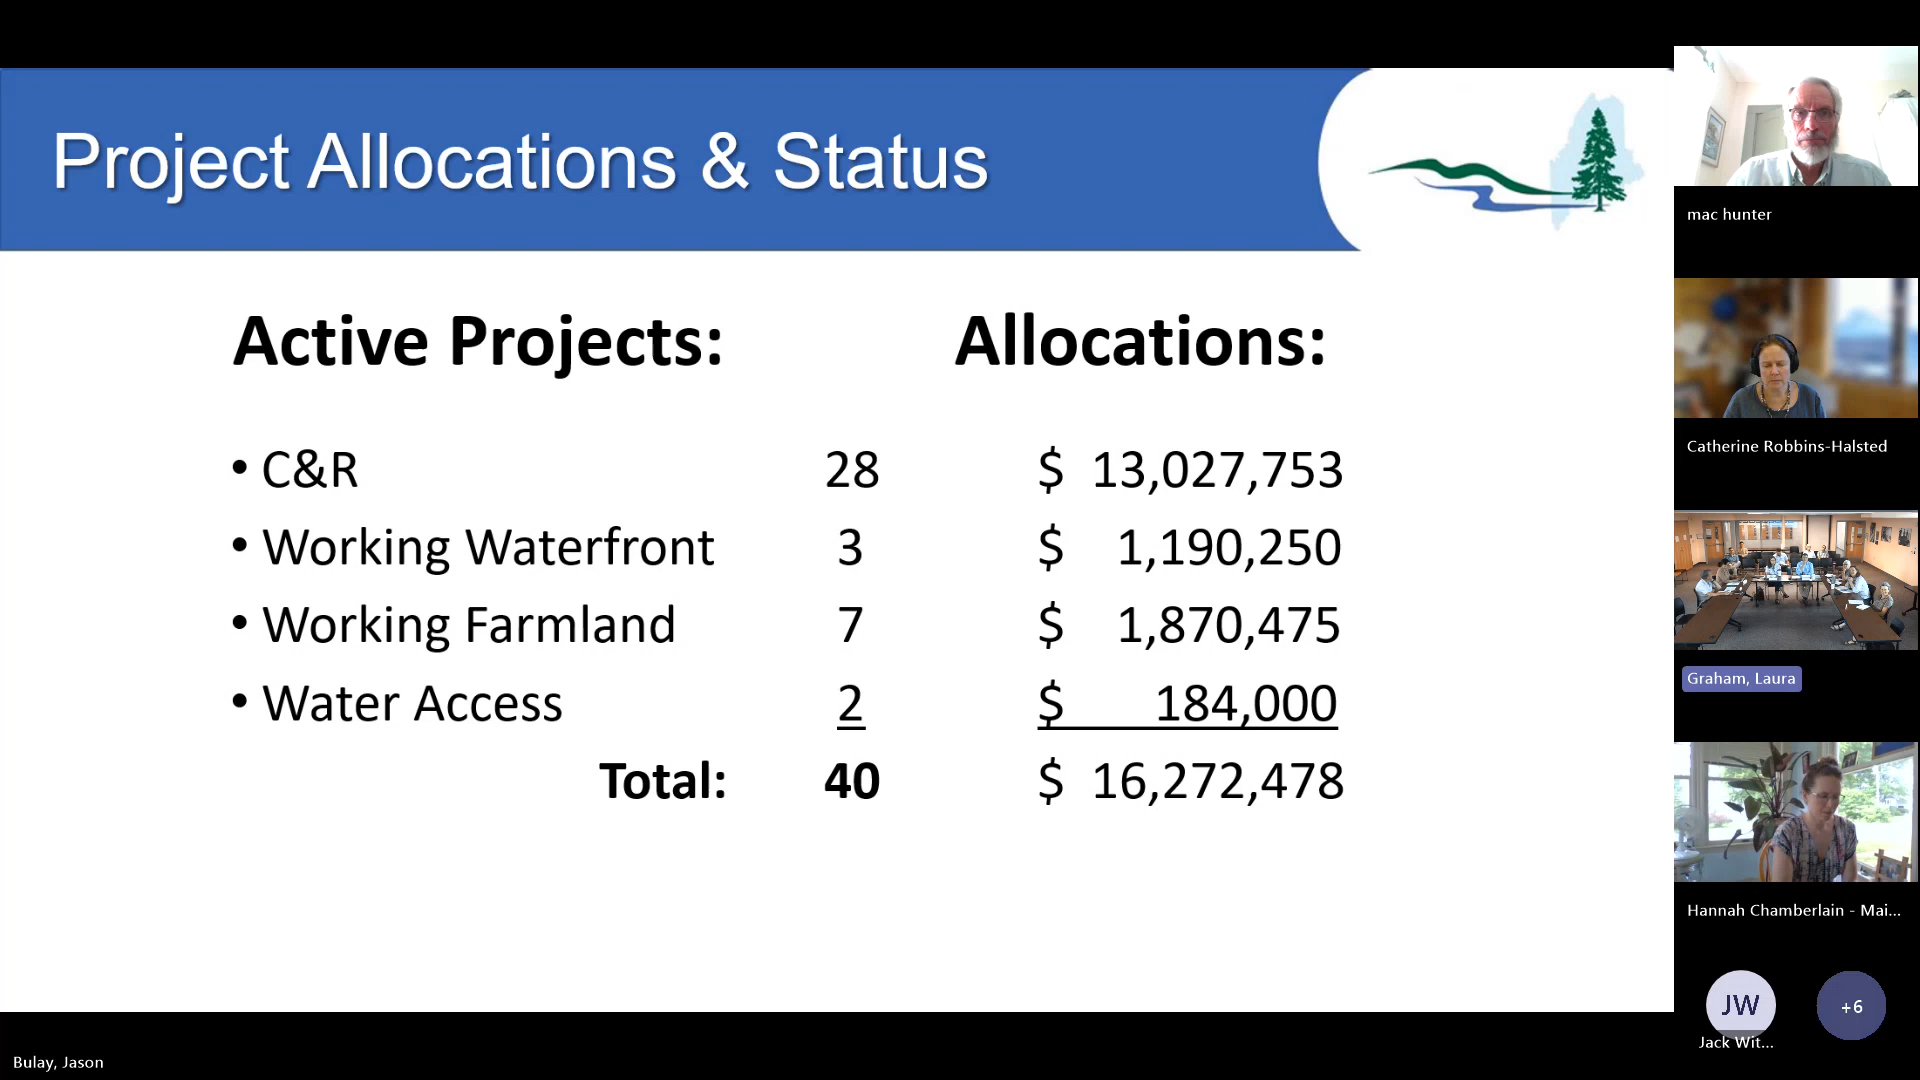 Project Allocations & Status
Active Projects: Allocations:
• C&R 28 $ 13,027,753
• Working Waterfront 3 $ 1,190,250
• Working Farmland 7 $ 1,870,475
• Water Access 2 $ 184,000
Total: 40 $ 16,272,478
mac hunter
Catherine Robbins-Halsted
Graham, Laura
Hannah Chamberlain - Mai...
JW
+6
Jack Wit...
Bulay, Jason